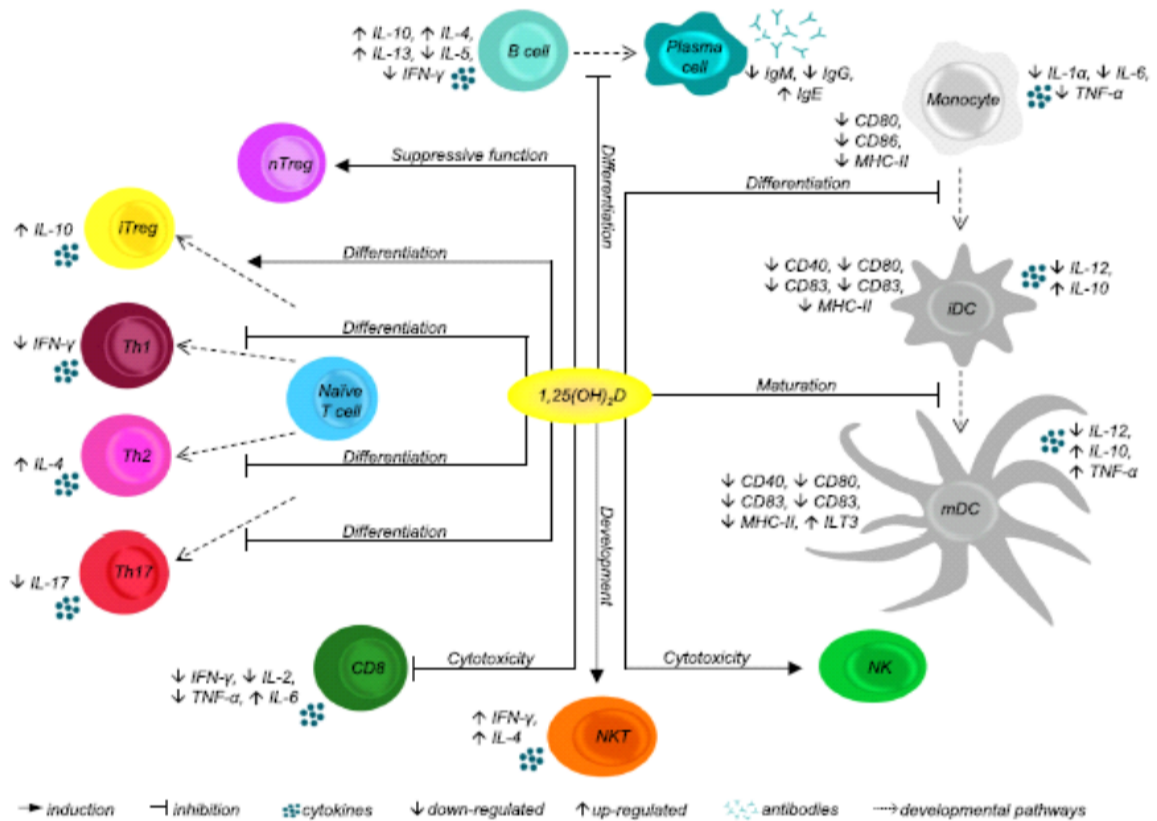 ↑ IL-10, ↑ IL-4,
↑ IL-13, ↓ IL-5,
↓ IFN-γ
B cell
Plasma
cell
↓ IgM, ↓ IgG,
↑ IgE
Monocyte
↓ IL-1α, ↓ IL-6,
↓ TNF-α
↓ CD80,
↓ CD86,
↓ MHC-II
nTreg
Suppressive function
Differentiation
Differentiation
↑ IL-10
iTreg
Differentiation
↓ CD40, ↓ CD80,
↓ CD83, ↓ CD83,
↓ MHC-II
iDC
↓ IL-12,
↑ IL-10
↓ IFN-γ
Th1
Differentiation
Naïve
T cell
1,25(OH)₂D
Maturation
↑ IL-4
Th2
Differentiation
↓ CD40, ↓ CD80,
↓ CD83, ↓ CD83,
↓ MHC-II, ↑ ILT3
mDC
↓ IL-12,
↑ IL-10,
↑ TNF-α
↓ IL-17
Th17
Differentiation
Development
↓ IFN-γ, ↓ IL-2,
↓ TNF-α, ↑ IL-6
CD8
Cytotoxicity
Cytotoxicity
NK
↑ IFN-γ,
↑ IL-4
NKT
induction
inhibition
cytokines
↓ down-regulated
↑ up-regulated
antibodies
developmental pathways